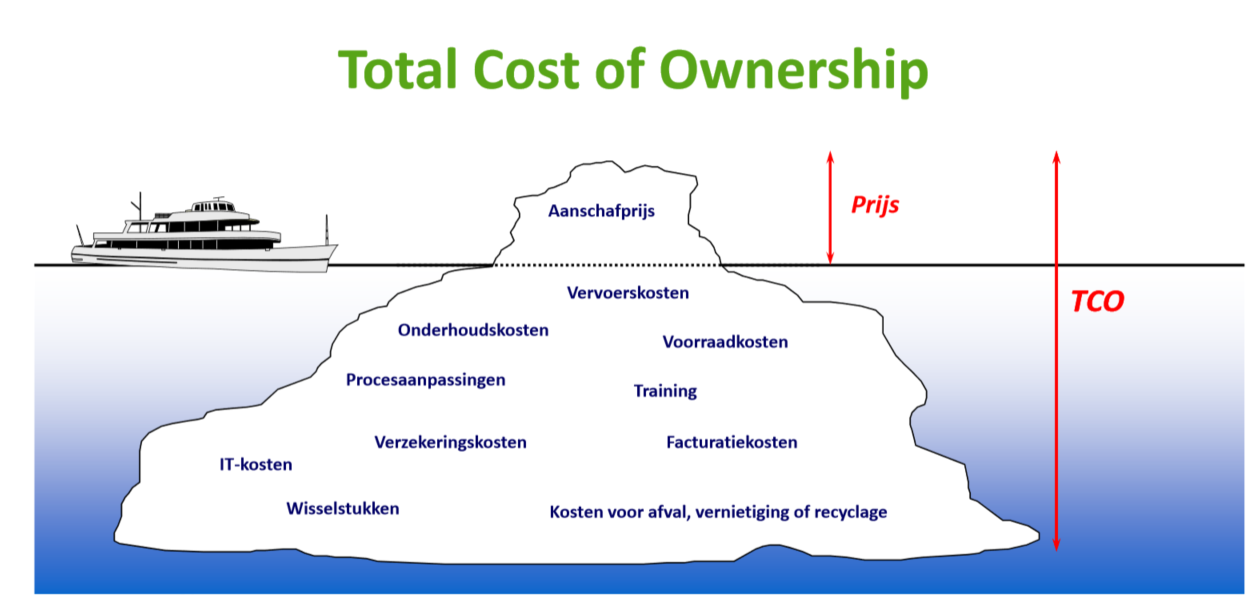 Total Cost of Ownership
Aanschafprijs
Prijs
Vervoerskosten
TCO
Onderhoudskosten
Voorraadkosten
Procesaanpassingen
Training
Verzekeringskosten
Facturatiekosten
IT-kosten
Wisselstukken
Kosten voor afval, vernietiging of recyclage